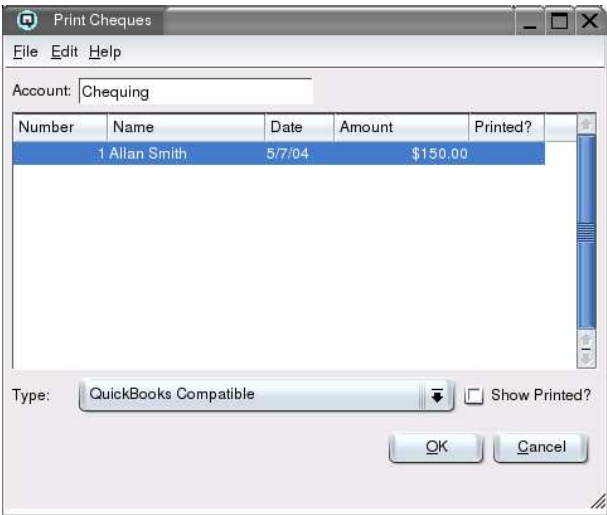 Print Cheques
File Edit Help
Account: Chequing
Number Name Date Amount Printed?
1 Allan Smith 5/7/04 $150.00
Type: QuickBooks Compatible Show Printed?
OK Cancel